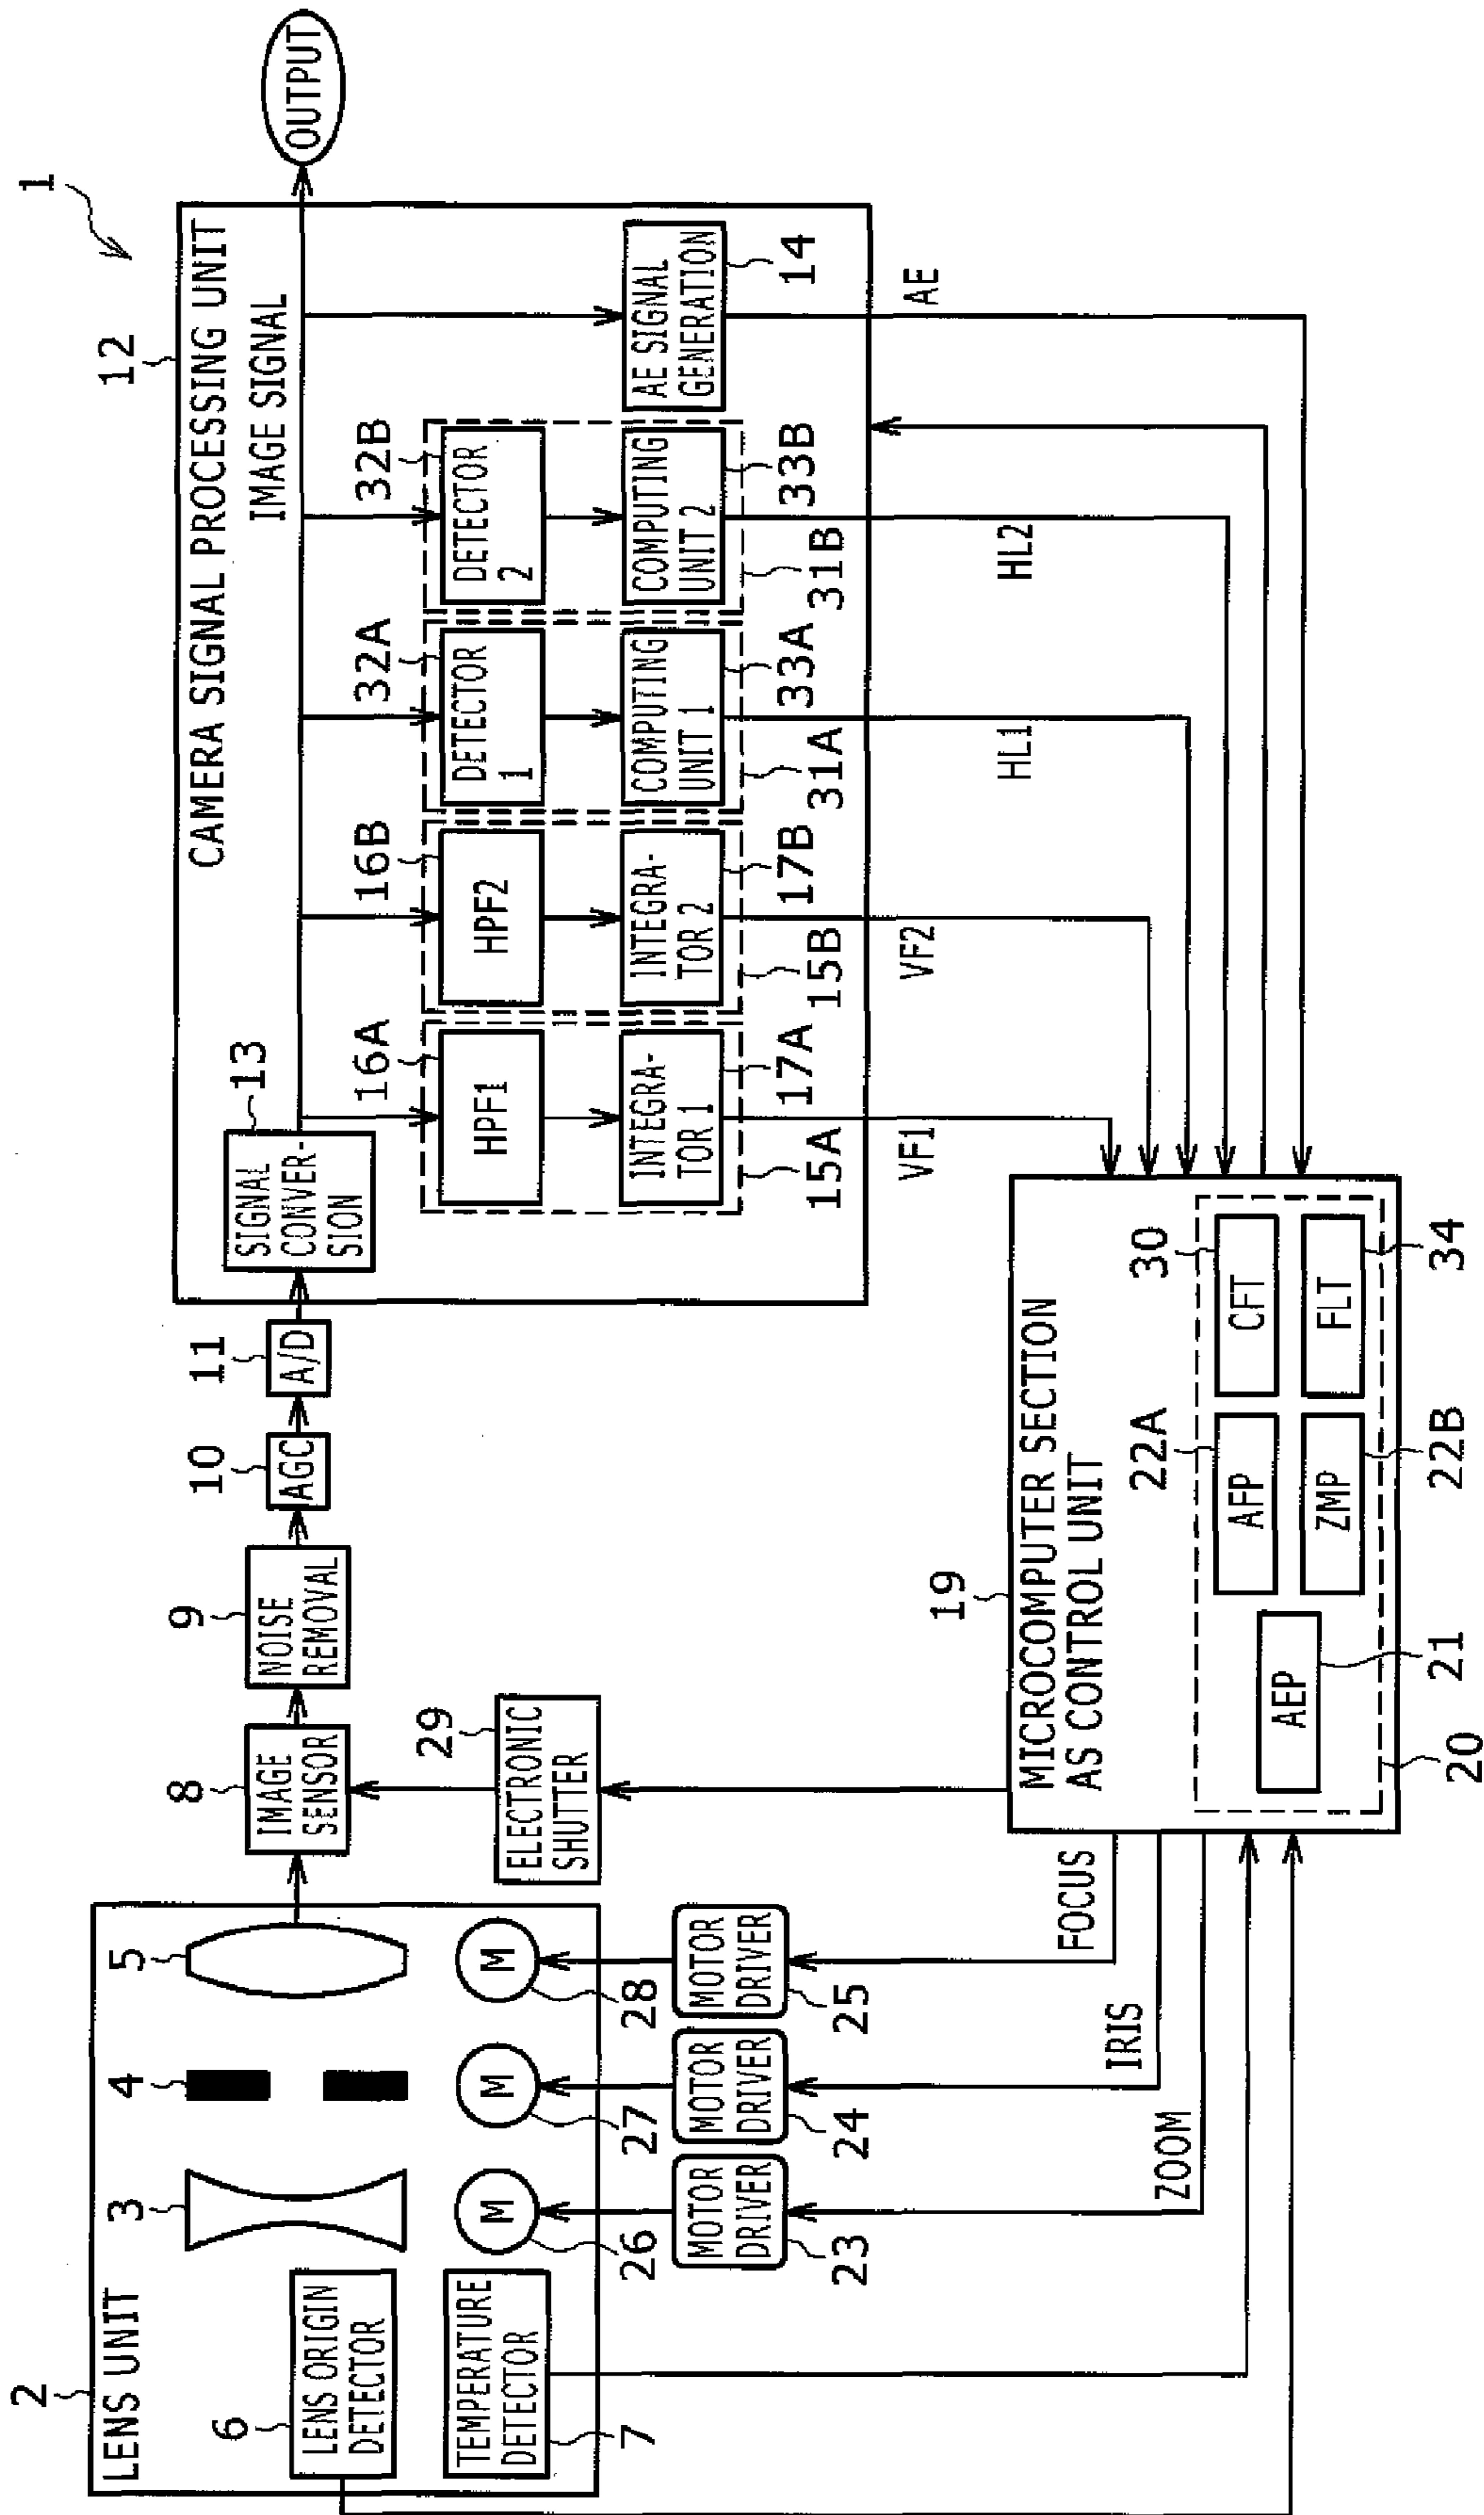 1
2
LENS UNIT
3
4
5
6
LENS ORIGIN
DETECTOR
TEMPERATURE
DETECTOR
7
M
26
M
27
M
28
MOTOR
DRIVER
23
MOTOR
DRIVER
24
MOTOR
DRIVER
25
ZOOM
IRIS
FOCUS
8
IMAGE
SENSOR
29
ELECTRONIC
SHUTTER
9
NOISE
REMOVAL
10
AGC
11
A/D
12
CAMERA SIGNAL PROCESSING UNIT
13
SIGNAL
CONVER-
SION
IMAGE SIGNAL
OUTPUT
16A
HPF1
INTEGRA-
TOR 1
17A
15A
VF1
16B
HPF2
INTEGRA-
TOR 2
17B
15B
VF2
32A
DETECTOR
1
COMPUTING
UNIT 1
33A
31A
HL1
32B
DETECTOR
2
COMPUTING
UNIT 2
33B
31B
HL2
AE SIGNAL
GENERATION
14
AE
19
MICROCOMPUTER SECTION
AS CONTROL UNIT
20
AEP
21
22A
AFP
ZMP
22B
30
CFT
FLT
34